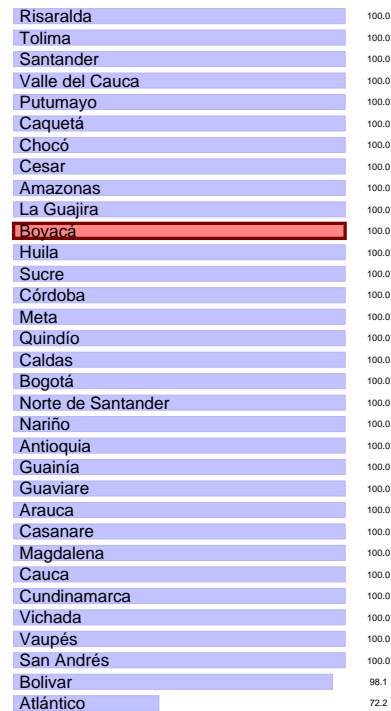 Risaralda 100.0
Tolima 100.0
Santander 100.0
Valle del Cauca 100.0
Putumayo 100.0
Caquetá 100.0
Chocó 100.0
Cesar 100.0
Amazonas 100.0
La Guajira 100.0
Boyacá 100.0
Huila 100.0
Sucre 100.0
Córdoba 100.0
Meta 100.0
Quindío 100.0
Caldas 100.0
Bogotá 100.0
Norte de Santander 100.0
Nariño 100.0
Antioquia 100.0
Guainía 100.0
Guaviare 100.0
Arauca 100.0
Casanare 100.0
Magdalena 100.0
Cauca 100.0
Cundinamarca 100.0
Vichada 100.0
Vaupés 100.0
San Andrés 100.0
Bolivar 98.1
Atlántico 72.2